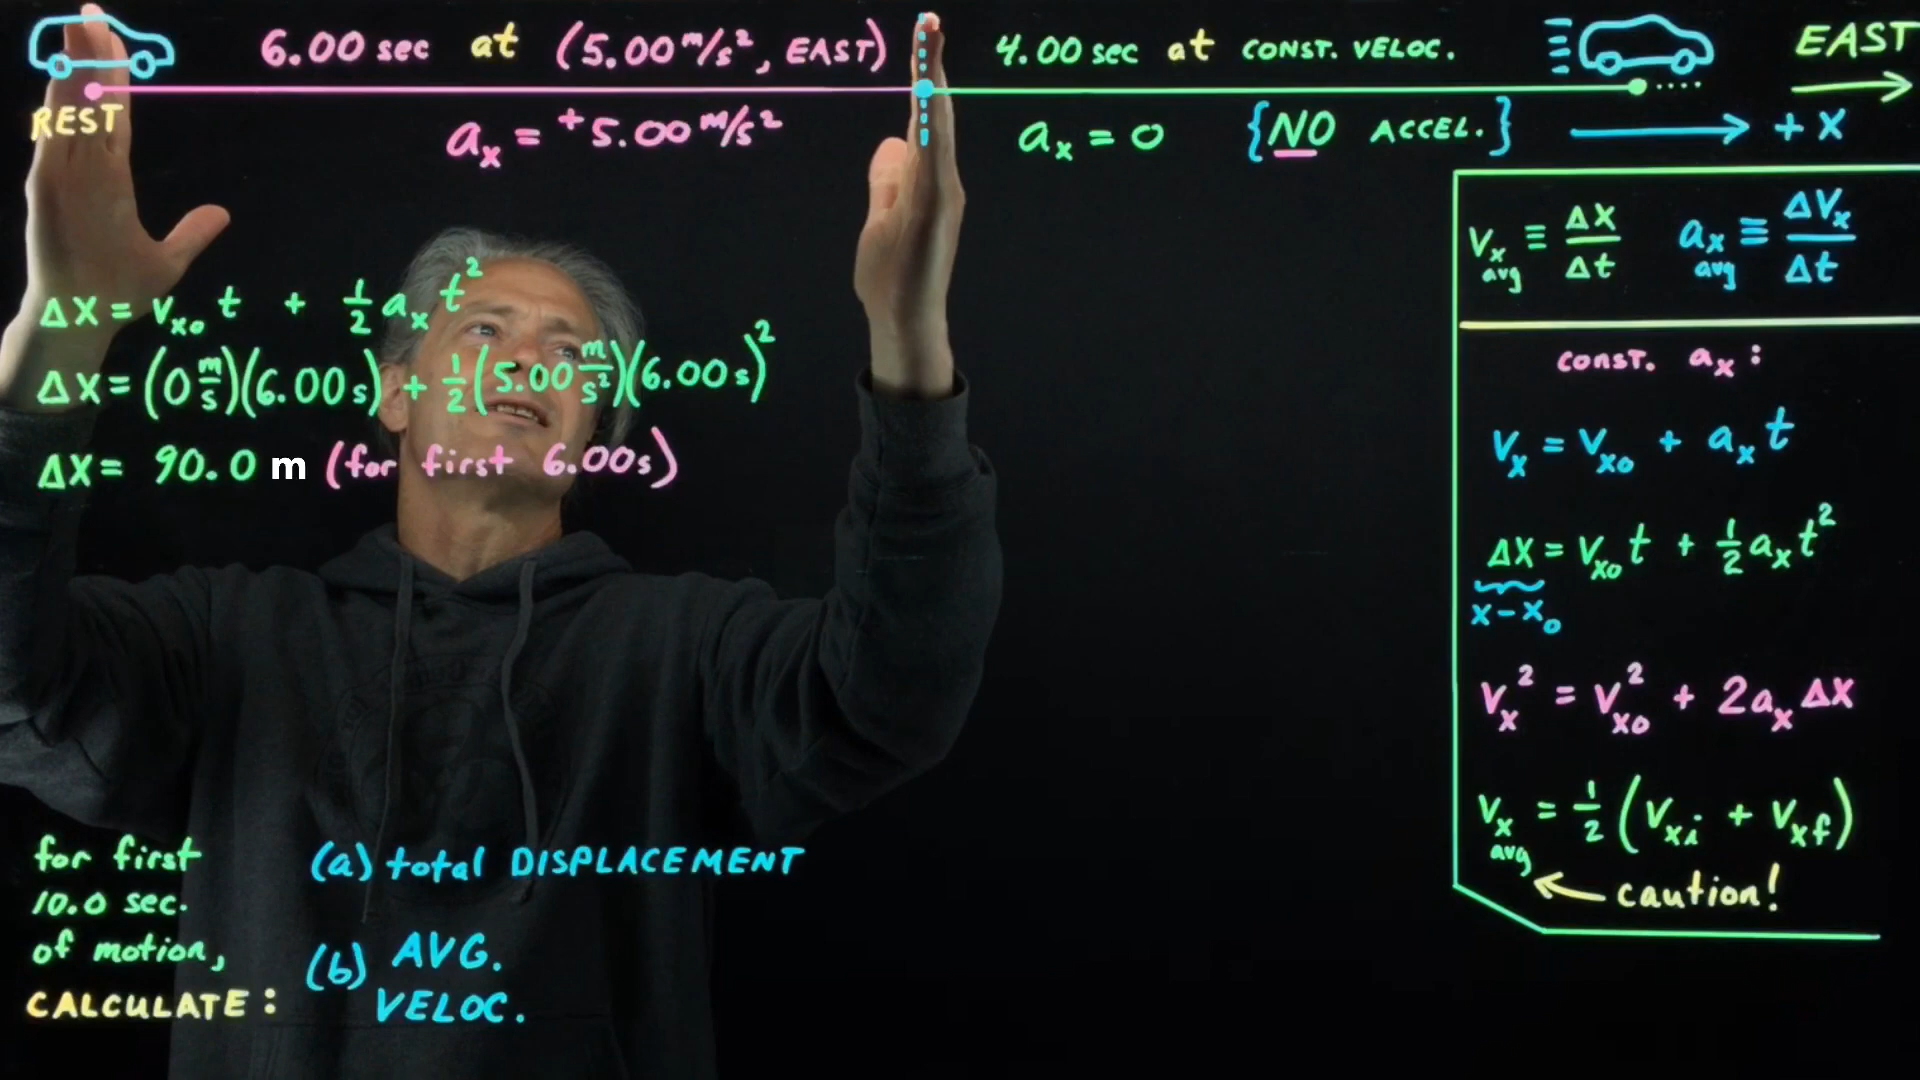 6.00 sec at (5.00 m/s², EAST)
4.00 sec at CONST. VELOC.
EAST
REST
aₓ = +5.00 m/s²
aₓ = 0 {NO ACCEL.}
+X
ΔX = vₓ₀ t + ½ aₓ t²
ΔX = (0 m/s)(6.00 s) + ½(5.00 m/s²)(6.00 s)²
ΔX = 90.0 m (for first 6.00s)
for first
10.0 sec.
of motion,
CALCULATE:
(a) total DISPLACEMENT
(b) AVG.
VELOC.
vₓ avg ≡ ΔX/Δt aₓ avg ≡ ΔVₓ/Δt
CONST. aₓ:
vₓ = vₓ₀ + aₓ t
ΔX = vₓ₀ t + ½ aₓ t²
x - x₀
vₓ² = vₓ₀² + 2aₓ ΔX
vₓ avg = ½ (vₓi + vₓf)
caution!